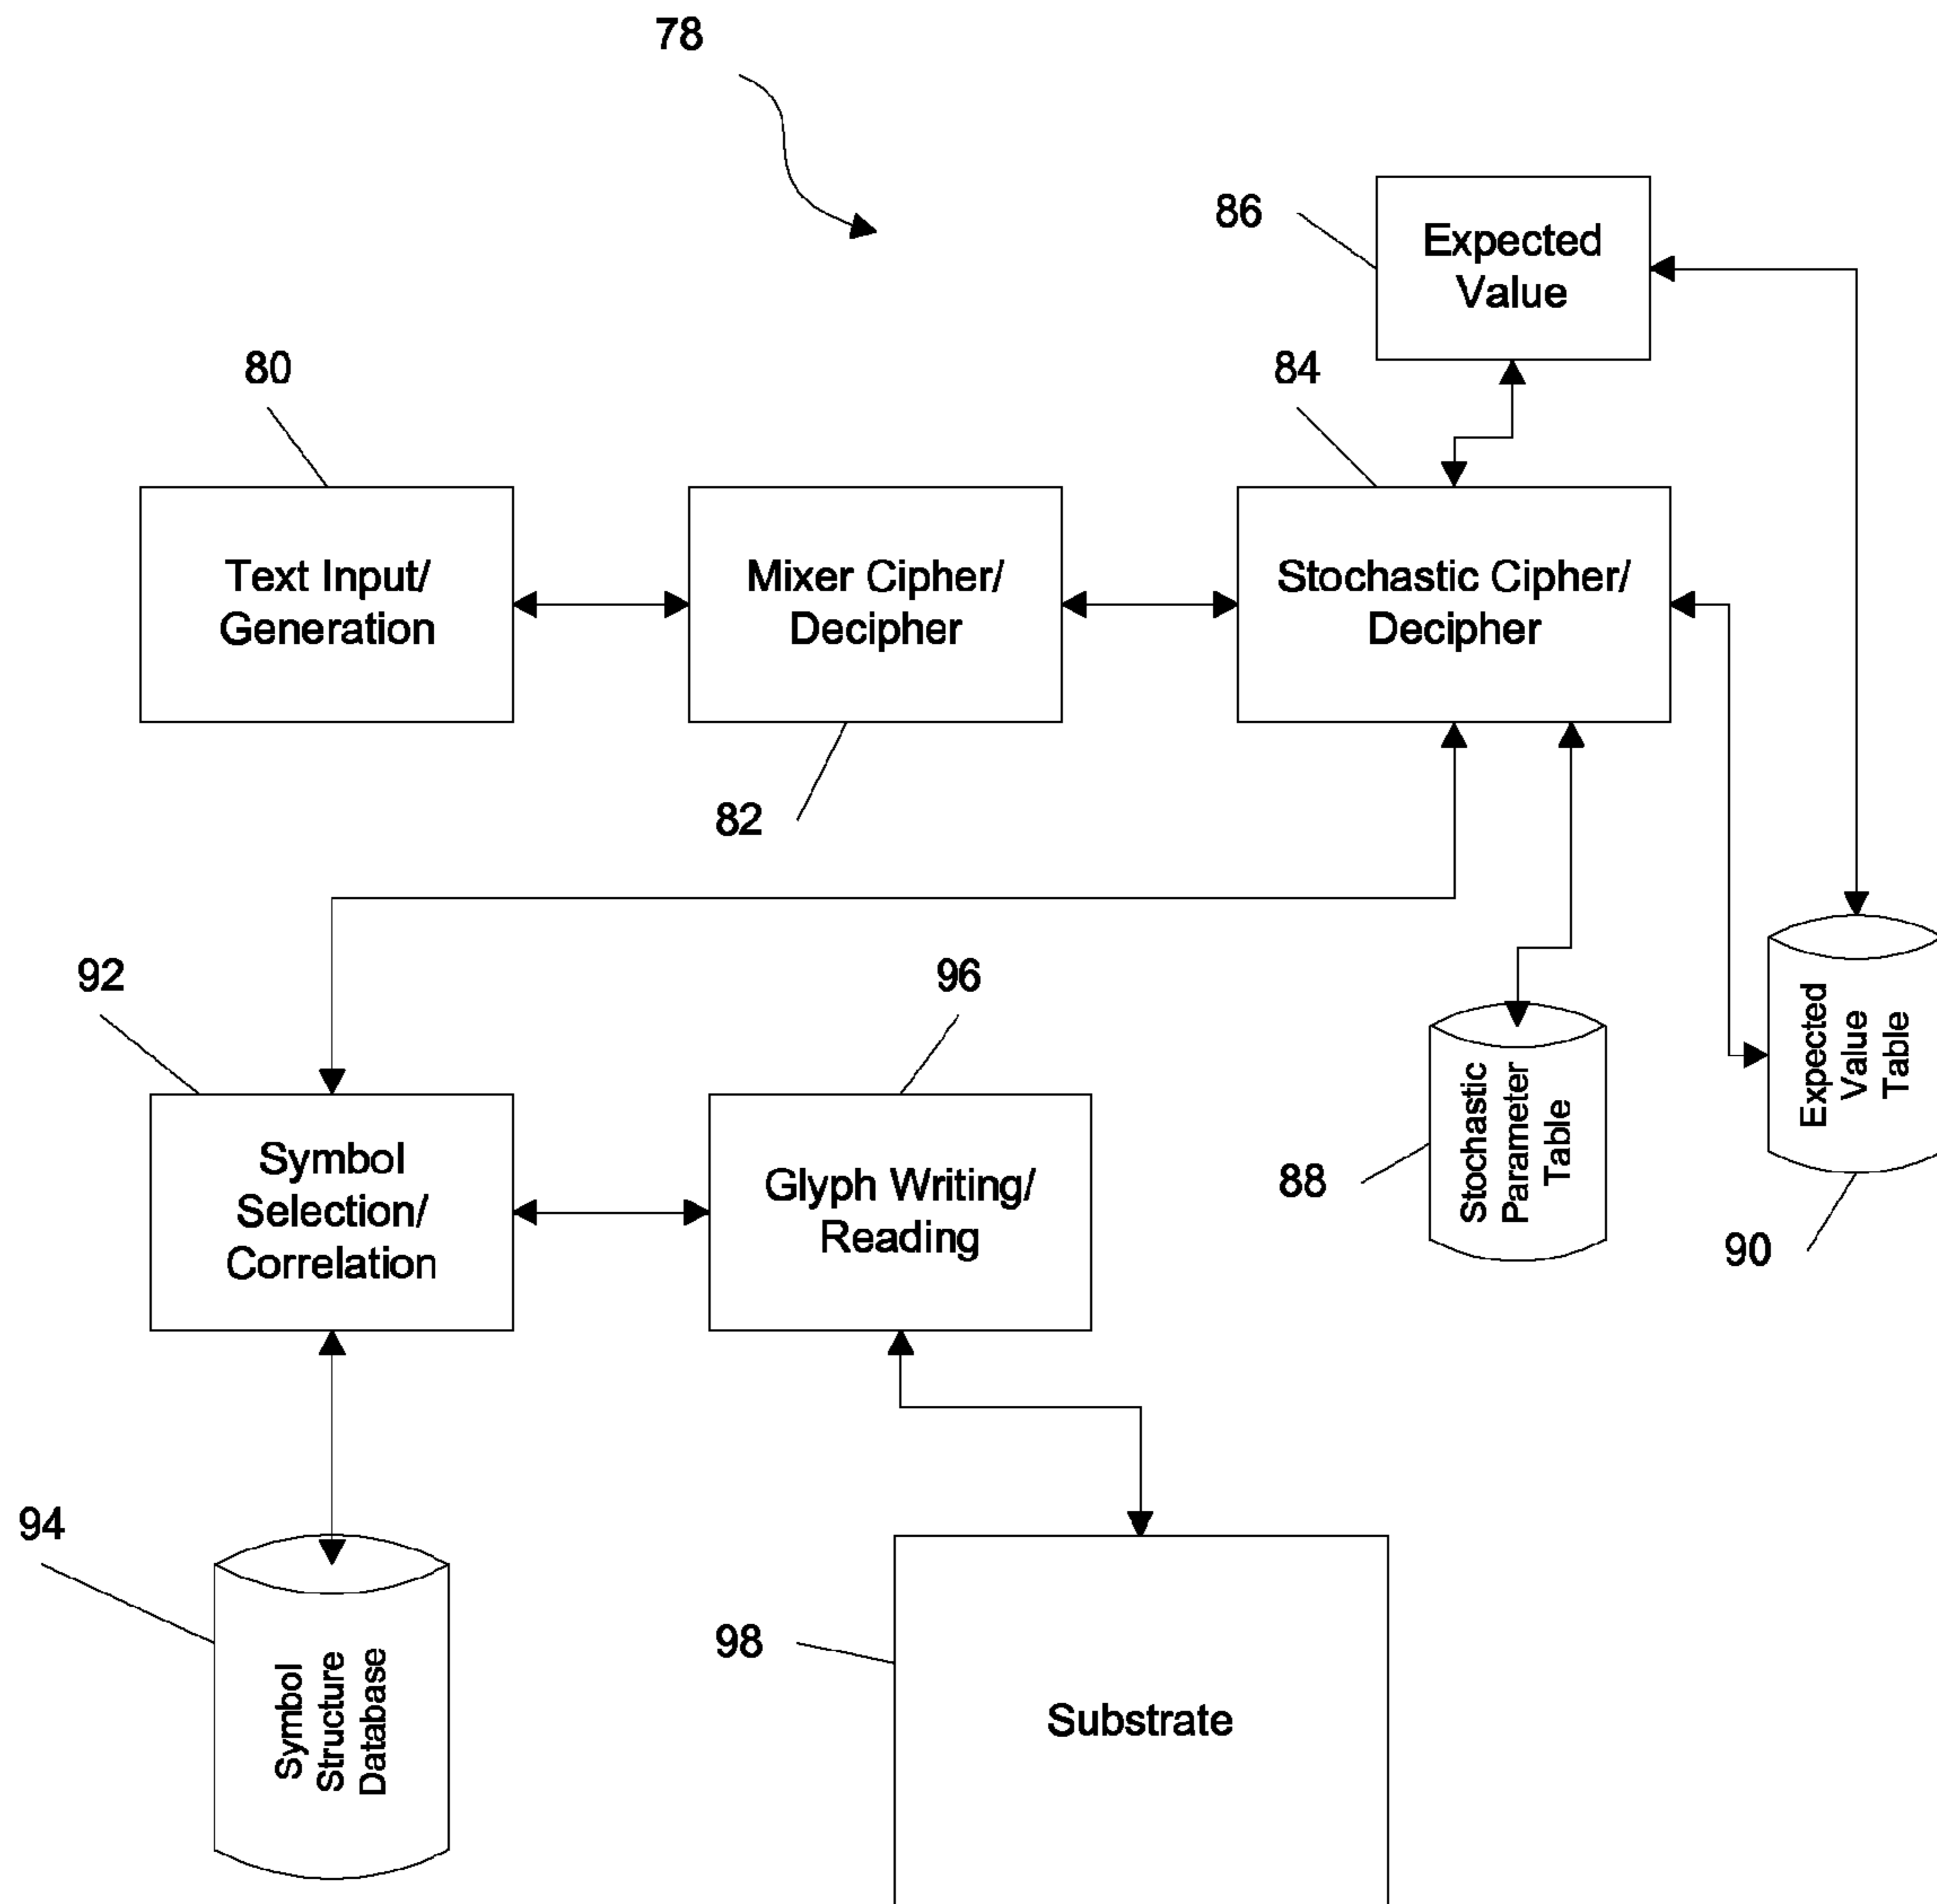 78
86
Expected
Value
80
84
Text Input/
Generation
Mixer Cipher/
Decipher
Stochastic Cipher/
Decipher
82
92
96
Expected
Value
Table
Stochastic
Parameter
Table
Symbol
Selection/
Correlation
Glyph Writing/
Reading
88
90
94
98
Symbol
Structure
Database
Substrate